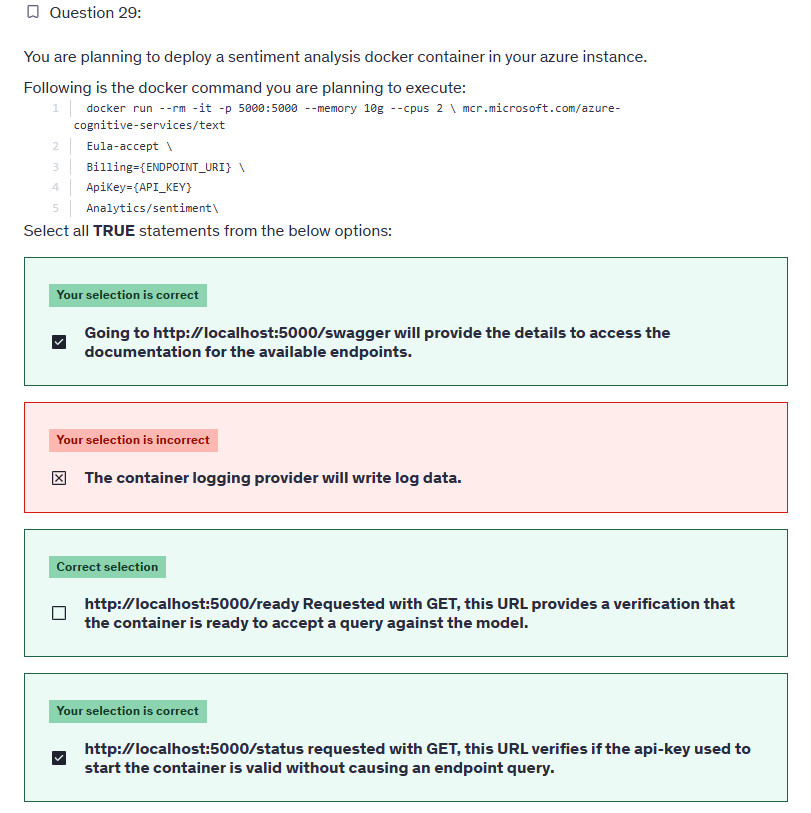 Question 29:
You are planning to deploy a sentiment analysis docker container in your azure instance.
Following is the docker command you are planning to execute:
1 docker run --rm -it -p 5000:5000 --memory 10g --cpus 2 \ mcr.microsoft.com/azure-
cognitive-services/text
2 Eula-accept \
3 Billing={ENDPOINT_URI} \
4 ApiKey={API_KEY}
5 Analytics/sentiment\
Select all TRUE statements from the below options:
Your selection is correct
Going to http://localhost:5000/swagger will provide the details to access the
documentation for the available endpoints.
Your selection is incorrect
The container logging provider will write log data.
Correct selection
http://localhost:5000/ready Requested with GET, this URL provides a verification that
the container is ready to accept a query against the model.
Your selection is correct
http://localhost:5000/status requested with GET, this URL verifies if the api-key used to
start the container is valid without causing an endpoint query.